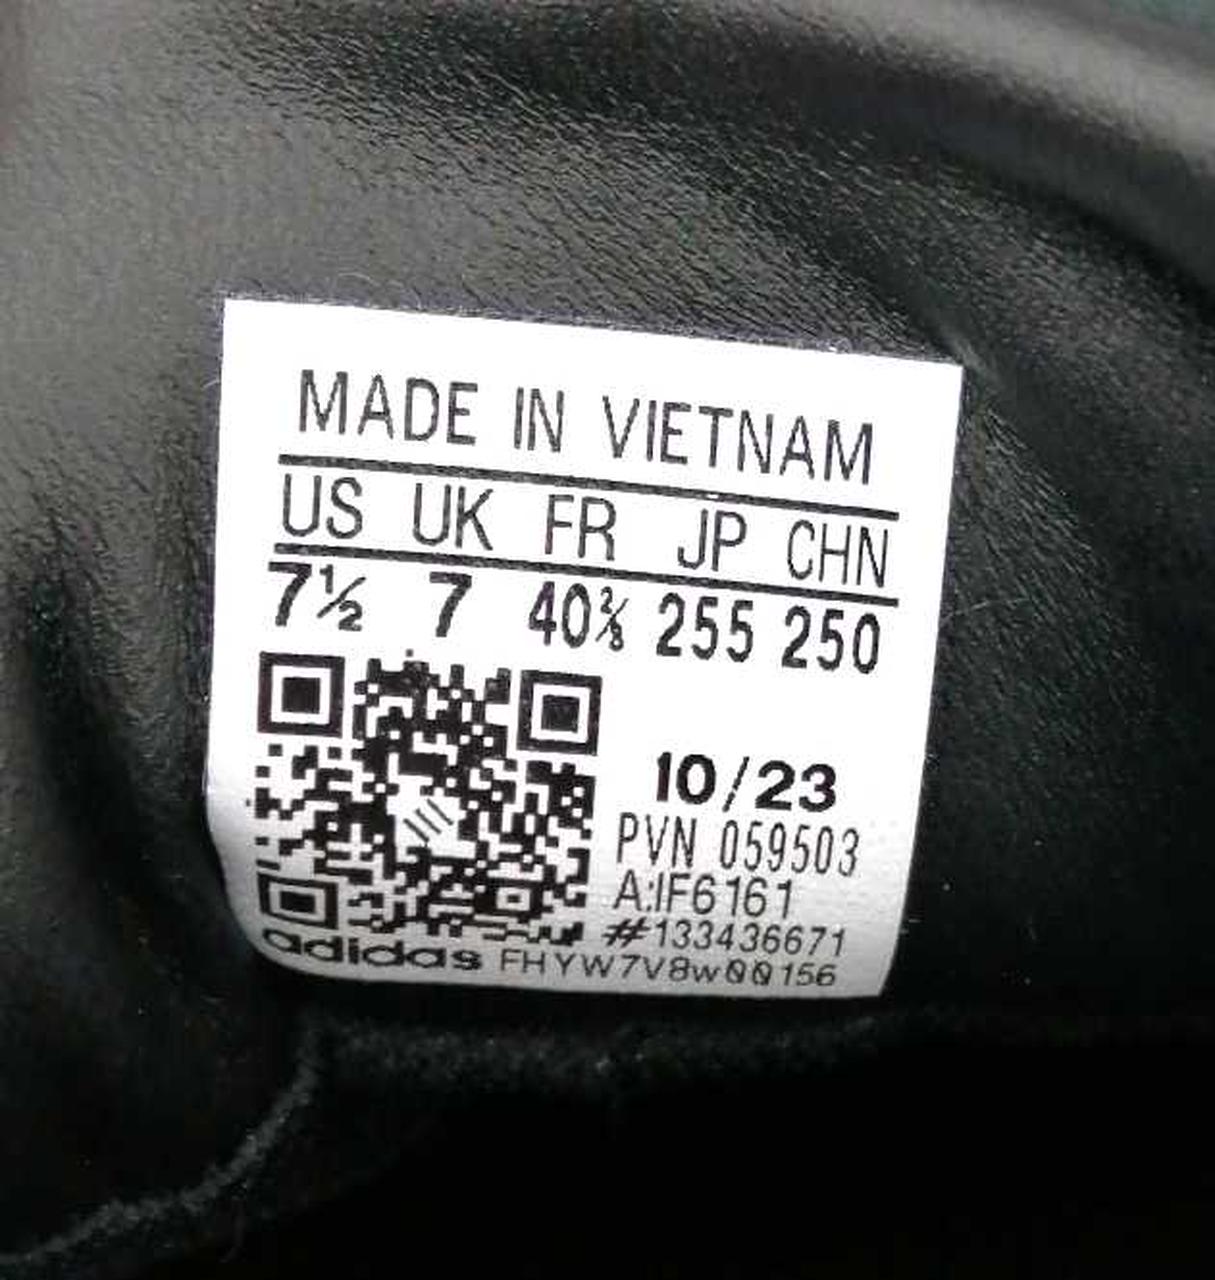 MADE IN VIETNAM
US UK FR JP CHN
7½ 7 40⅔ 255 250
10/23
PVN 059503
A:IF6161
#133436671
adidas FHYW7V8w00156